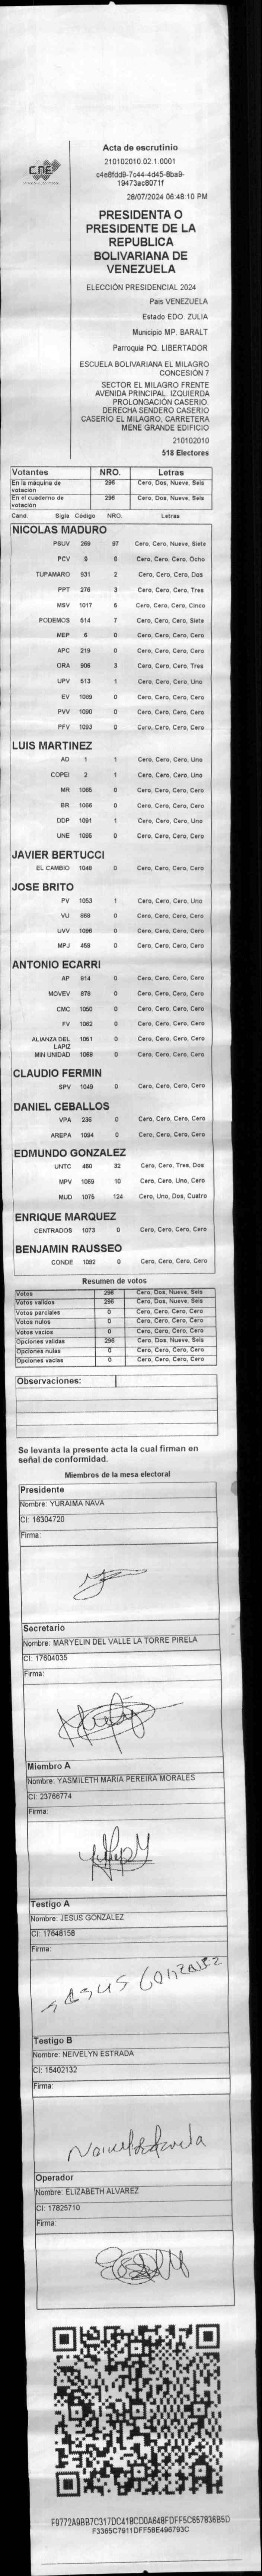 CNE
Acta de escrutinio
210102010.02.1.0001
c4e8fdd9-7c44-4d45-8ba9-
19473ac8071f
28/07/2024 06:48:10 PM
PRESIDENTA O
PRESIDENTE DE LA
REPUBLICA
BOLIVARIANA DE
VENEZUELA
ELECCIÓN PRESIDENCIAL 2024
País VENEZUELA
Estado EDO. ZULIA
Municipio MP. BARALT
Parroquia PQ. LIBERTADOR
ESCUELA BOLIVARIANA EL MILAGRO
CONCESIÓN 7
SECTOR EL MILAGRO FRENTE
AVENIDA PRINCIPAL. IZQUIERDA
PROLONGACIÓN CASERIO.
DERECHA SENDERO CASERIO
CASERÍO EL MILAGRO, CARRETERA
MENE GRANDE EDIFICIO
210102010
518 Electores
Votantes NRO. Letras
En la máquina de votación 296 Cero, Dos, Nueve, Seis
En el cuaderno de votación 296 Cero, Dos, Nueve, Seis
Cand. Sigla Código NRO. Letras
NICOLAS MADURO
PSUV 269 97 Cero, Cero, Nueve, Siete
PCV 9 8 Cero, Cero, Cero, Ocho
TUPAMARO 931 2 Cero, Cero, Cero, Dos
PPT 276 3 Cero, Cero, Cero, Tres
MSV 1017 5 Cero, Cero, Cero, Cinco
PODEMOS 514 7 Cero, Cero, Cero, Siete
MEP 6 0 Cero, Cero, Cero, Cero
APC 219 0 Cero, Cero, Cero, Cero
ORA 906 3 Cero, Cero, Cero, Tres
UPV 613 1 Cero, Cero, Cero, Uno
EV 1089 0 Cero, Cero, Cero, Cero
PVV 1090 0 Cero, Cero, Cero, Cero
PFV 1093 0 Cero, Cero, Cero, Cero
LUIS MARTINEZ
AD 1 1 Cero, Cero, Cero, Uno
COPEI 2 1 Cero, Cero, Cero, Uno
MR 1065 0 Cero, Cero, Cero, Cero
BR 1066 0 Cero, Cero, Cero, Cero
DDP 1091 1 Cero, Cero, Cero, Uno
UNE 1095 0 Cero, Cero, Cero, Cero
JAVIER BERTUCCI
EL CAMBIO 1048 0 Cero, Cero, Cero, Cero
JOSE BRITO
PV 1053 1 Cero, Cero, Cero, Uno
VU 868 0 Cero, Cero, Cero, Cero
UVV 1096 0 Cero, Cero, Cero, Cero
MPJ 458 0 Cero, Cero, Cero, Cero
ANTONIO ECARRI
AP 914 0 Cero, Cero, Cero, Cero
MOVEV 979 0 Cero, Cero, Cero, Cero
CMC 1050 0 Cero, Cero, Cero, Cero
FV 1062 0 Cero, Cero, Cero, Cero
ALIANZA DEL LAPIZ 1061 0 Cero, Cero, Cero, Cero
MIN UNIDAD 1068 0 Cero, Cero, Cero, Cero
CLAUDIO FERMIN
SPV 1049 0 Cero, Cero, Cero, Cero
DANIEL CEBALLOS
VPA 236 0 Cero, Cero, Cero, Cero
AREPA 1094 0 Cero, Cero, Cero, Cero
EDMUNDO GONZALEZ
UNTC 460 32 Cero, Cero, Tres, Dos
MPV 1069 10 Cero, Cero, Uno, Cero
MUD 1075 124 Cero, Uno, Dos, Cuatro
ENRIQUE MARQUEZ
CENTRADOS 1073 0 Cero, Cero, Cero, Cero
BENJAMIN RAUSSEO
CONDE 1092 0 Cero, Cero, Cero, Cero
Resumen de votos
Votos 296 Cero, Dos, Nueve, Seis
Votos validos 296 Cero, Dos, Nueve, Seis
Votos parciales 0 Cero, Cero, Cero, Cero
Votos nulos 0 Cero, Cero, Cero, Cero
Votos vacíos 0 Cero, Cero, Cero, Cero
Opciones validas 296 Cero, Dos, Nueve, Seis
Opciones nulas 0 Cero, Cero, Cero, Cero
Opciones vacías 0 Cero, Cero, Cero, Cero
Observaciones:
Se levanta la presente acta la cual firman en
señal de conformidad.
Miembros de la mesa electoral
Presidente
Nombre: YURAIMA NAVA
CI: 16304720
Firma:
Secretario
Nombre: MARYELIN DEL VALLE LA TORRE PIRELA
CI: 17604035
Firma:
Miembro A
Nombre: YASMILETH MARIA PEREIRA MORALES
CI: 23766774
Firma:
Testigo A
Nombre: JESUS GONZALEZ
CI: 17648158
Firma:
JESUS GONZALEZ
Testigo B
Nombre: NEIVELYN ESTRADA
CI: 15402132
Firma:
Operador
Nombre: ELIZABETH ALVAREZ
CI: 17825710
Firma:
F9772A9BB7C317DC418CD0A648FDFF5C657836B5D
F3365C7911DFF58E496793C